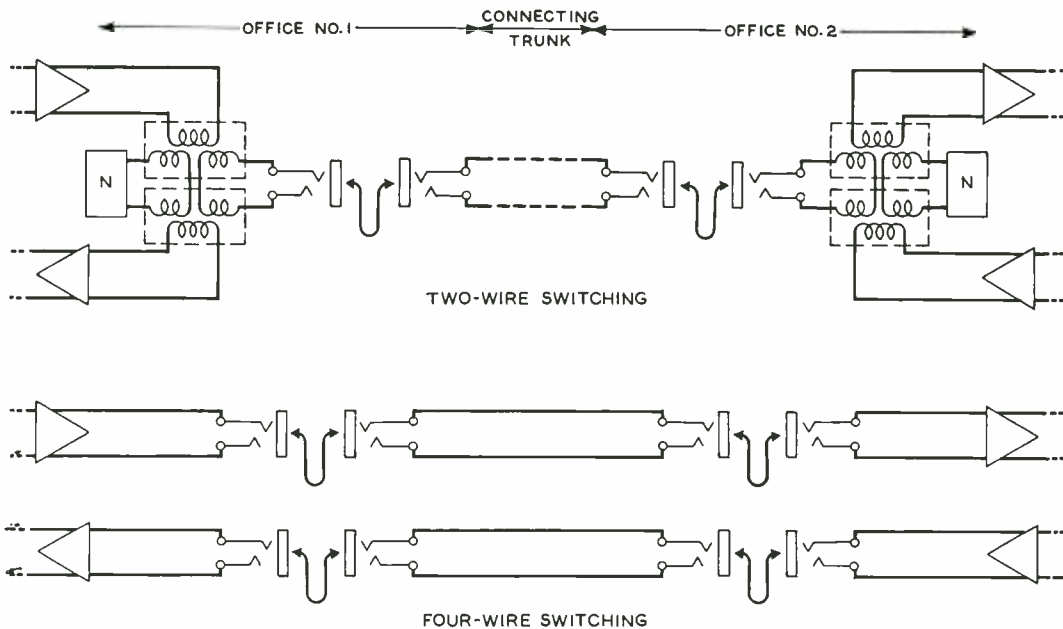 OFFICE NO. 1
CONNECTING
TRUNK
OFFICE NO. 2
N
N
TWO-WIRE SWITCHING
FOUR-WIRE SWITCHING